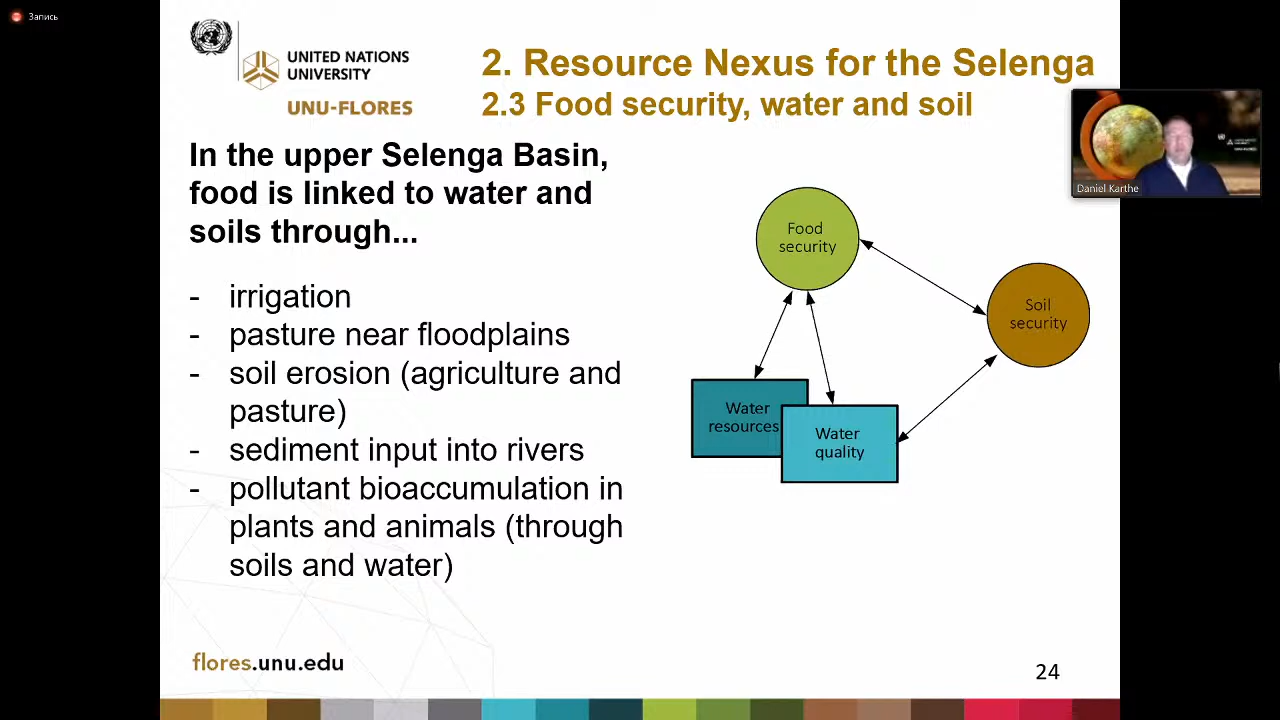 Запись
UNITED NATIONS
UNIVERSITY
UNU-FLORES
2. Resource Nexus for the Selenga
2.3 Food security, water and soil
Daniel Karthe
In the upper Selenga Basin,
food is linked to water and
soils through...
- irrigation
- pasture near floodplains
- soil erosion (agriculture and
pasture)
- sediment input into rivers
- pollutant bioaccumulation in
plants and animals (through
soils and water)
Food
security
Soil
security
Water
resources
Water
quality
flores.unu.edu
24